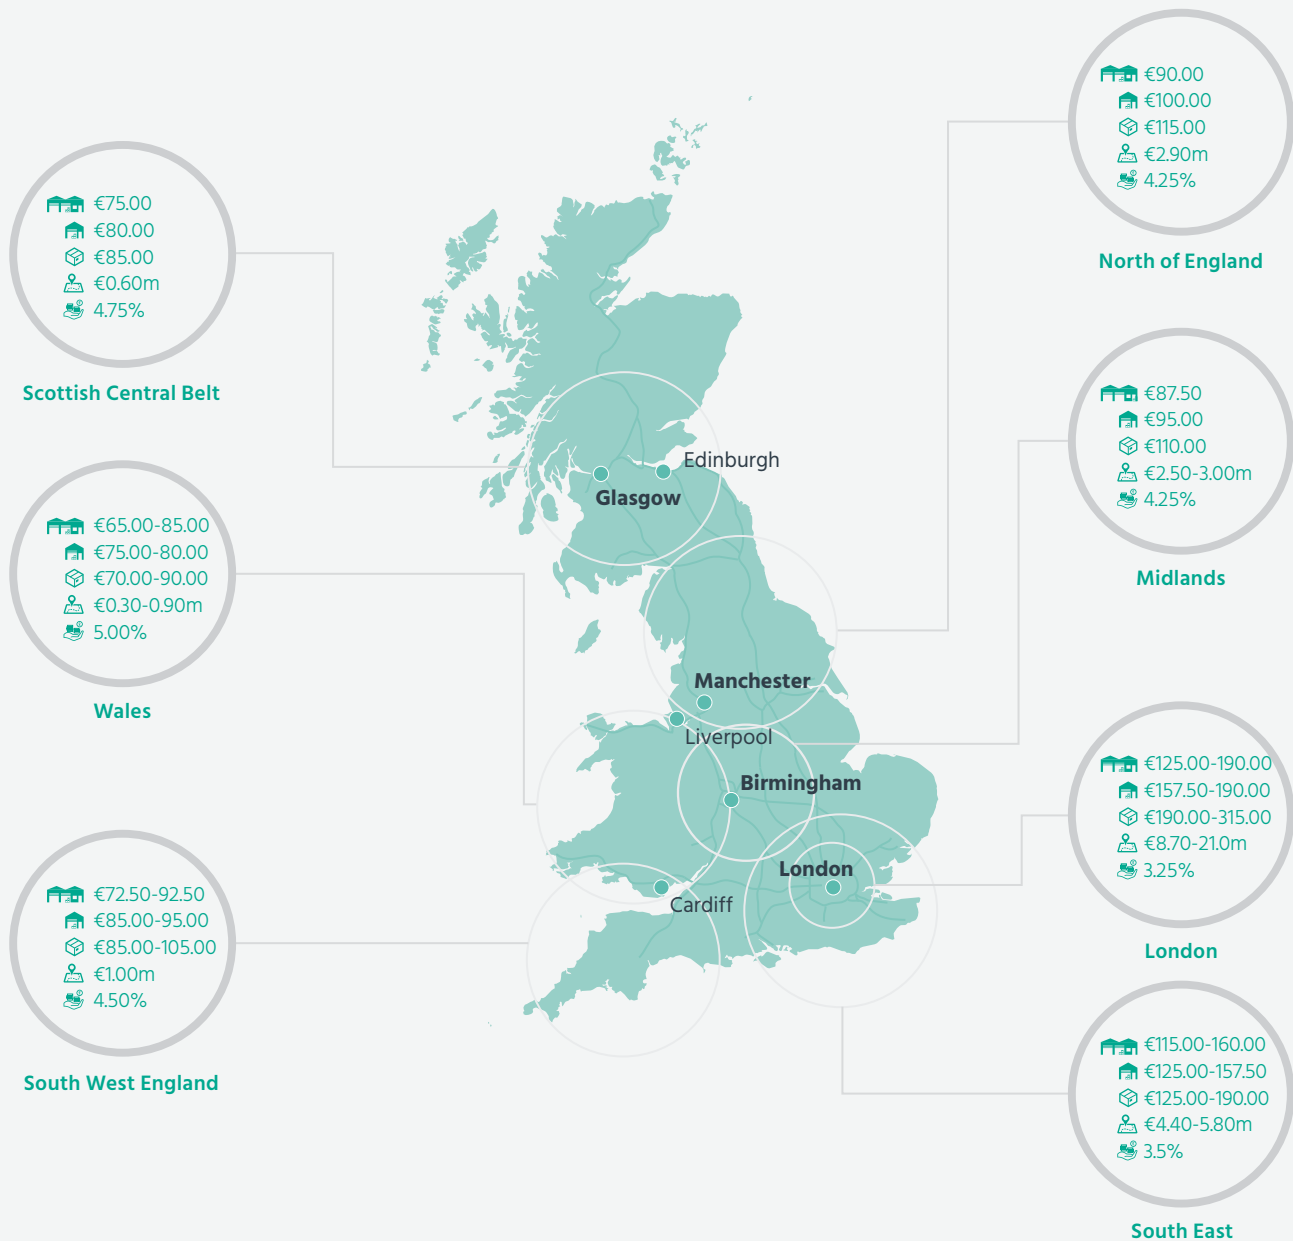 €75.00
€80.00
€85.00
€0.60m
4.75%
Scottish Central Belt
€65.00-85.00
€75.00-80.00
€70.00-90.00
€0.30-0.90m
5.00%
Wales
€72.50-92.50
€85.00-95.00
€85.00-105.00
€1.00m
4.50%
South West England
Edinburgh
Glasgow
Manchester
Liverpool
Birmingham
London
Cardiff
€90.00
€100.00
€115.00
€2.90m
4.25%
North of England
€87.50
€95.00
€110.00
€2.50-3.00m
4.25%
Midlands
€125.00-190.00
€157.50-190.00
€190.00-315.00
€8.70-21.0m
3.25%
London
€115.00-160.00
€125.00-157.50
€125.00-190.00
€4.40-5.80m
3.5%
South East